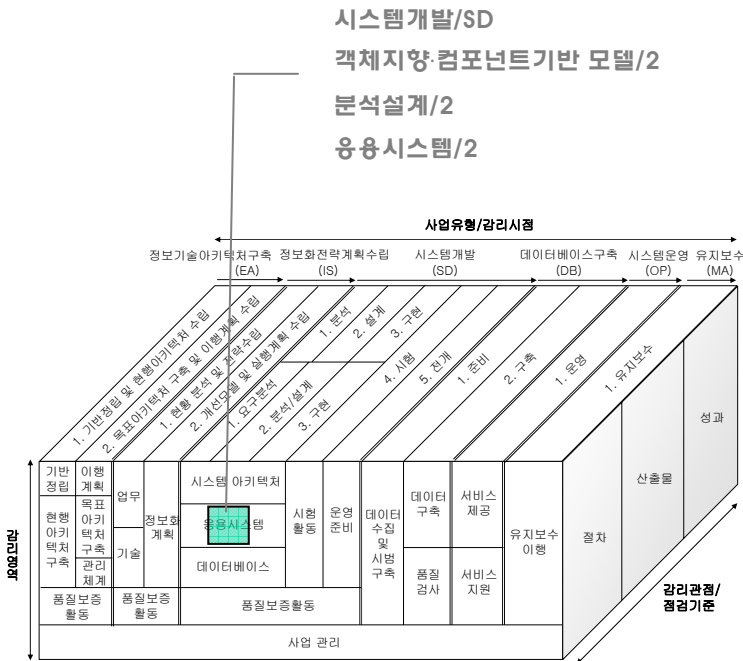 시스템개발/SD
객체지향·컴포넌트기반 모델/2
분석설계/2
응용시스템/2
사업유형/감리시점
정보기술아키텍처구축
(EA)
정보화전략계획수립
(IS)
시스템개발
(SD)
데이터베이스구축
(DB)
시스템운영
(OP)
유지보수
(MA)
1. 기반정립 및 현행아키텍처 수립
2. 목표아키텍처 구축 및 이행계획 수립
1. 현황 분석 및 전략수립
2. 개선모델 및 실행계획 수립
1. 분석
2. 설계
3. 구현
1. 요구분석
2. 분석/설계
3. 구현
4. 시험
5. 전개
1. 준비
2. 구축
1. 운영
1. 유지보수
감리영역
기반
정립
이행
계획
현행
아키
텍처
구축
목표
아키
텍처
구축
관리
체계
업무
기술
정보화
계획
시스템 아키텍처
응용시스템
데이터베이스
시험
활동
운영
준비
데이터
수집
및
시범
구축
데이터
구축
품질
검사
서비스
제공
서비스
지원
유지보수
이행
품질보증
활동
품질보증
활동
품질보증활동
사업 관리
절차
산출물
성과
감리관점/
점검기준